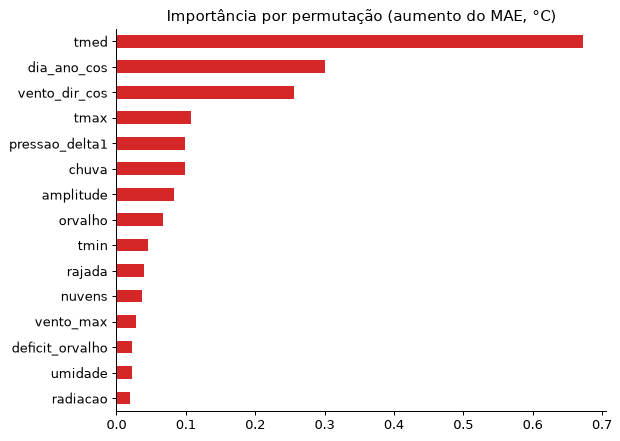 Importância por permutação (aumento do MAE, °C)
tmed
dia_ano_cos
vento_dir_cos
tmax
pressao_delta1
chuva
amplitude
orvalho
tmin
rajada
nuvens
vento_max
deficit_orvalho
umidade
radiacao
0.0 0.1 0.2 0.3 0.4 0.5 0.6 0.7